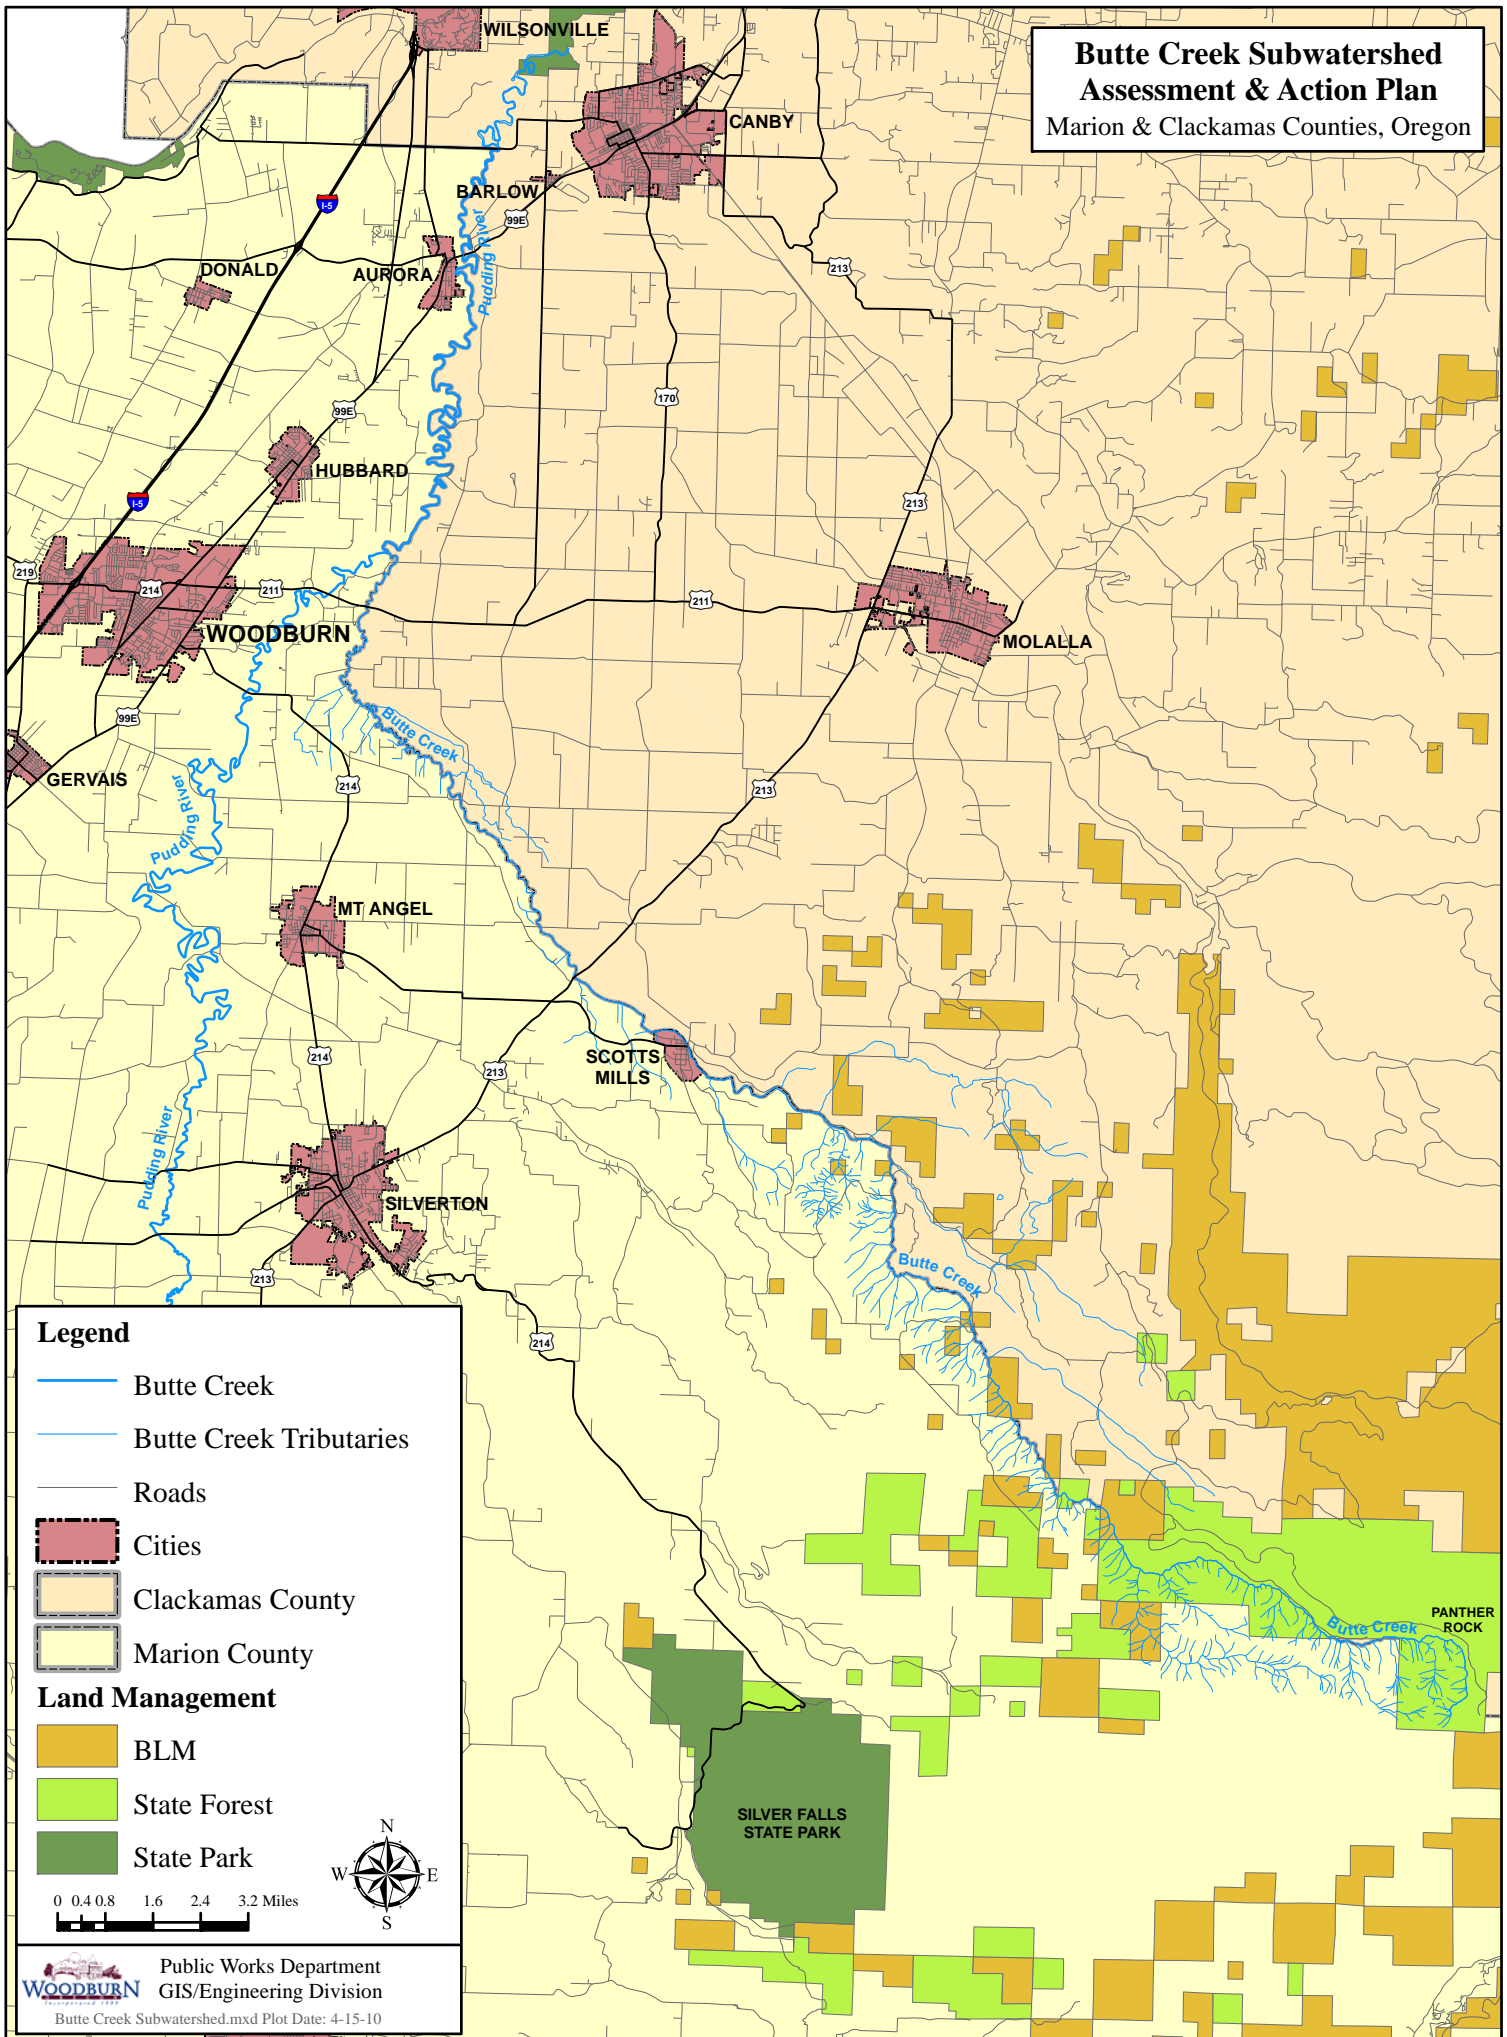 WILSONVILLE
Butte Creek Subwatershed
Assessment & Action Plan
Marion & Clackamas Counties, Oregon
CANBY
BARLOW
99E
I-5
Pudding River
DONALD
AURORA
213
170
99E
HUBBARD
I-5
213
219
214
211
211
WOODBURN
MOLALLA
99E
Butte Creek
GERVAIS
214
213
Pudding River
MT ANGEL
214
213
SCOTTS
MILLS
Pudding River
SILVERTON
213
214
Butte Creek
Legend
Butte Creek
Butte Creek Tributaries
Roads
Cities
Clackamas County
Marion County
Land Management
BLM
State Forest
State Park
N
W
E
S
0 0.4 0.8 1.6 2.4 3.2 Miles
PANTHER
ROCK
Butte Creek
SILVER FALLS
STATE PARK
WOODBURN
Incorporated 1889
Public Works Department
GIS/Engineering Division
Butte Creek Subwatershed.mxd Plot Date: 4-15-10